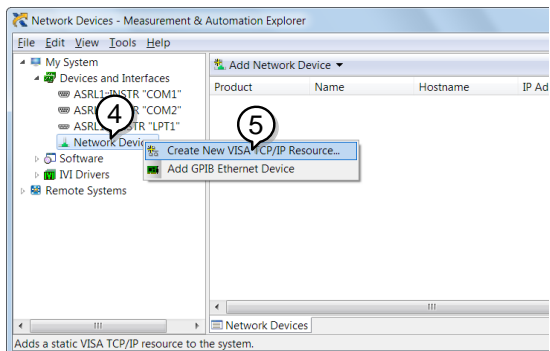 Network Devices - Measurement & Automation Explorer
File Edit View Tools Help
My System
Devices and Interfaces
ASRL1::INSTR "COM1"
"COM2"
"LPT1"
Network
Software
IVI Drivers
Remote Systems
Add Network Device
Product Name Hostname IP Ad
4
5
Create New VISA TCP/IP Resource...
Add GPIB Ethernet Device
Network Devices
Adds a static VISA TCP/IP resource to the system.